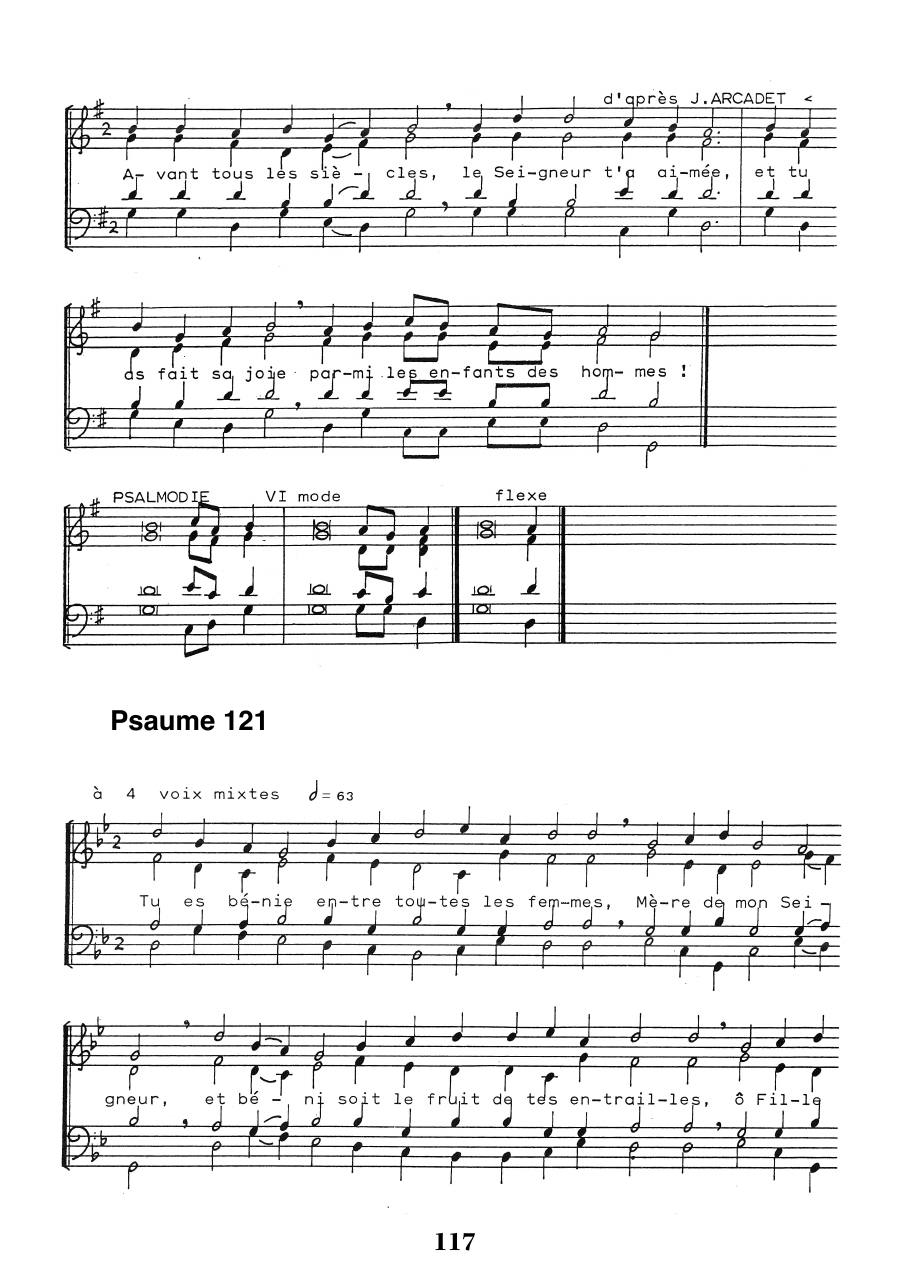 d'après J.ARCADET <
A- vant tous les siè - cles, le Sei-gneur t'a ai-mée, et tu
as fait sa joie par-mi les en-fants des hom- mes !
PSALMODIE VI mode flexe
Psaume 121
à 4 voix mixtes 𝅗𝅥 = 63
Tu es bé-nie en-tre tou-tes les fem-mes, Mè-re de mon Sei -
gneur, et bé - ni soit le fruit de tes en-trail-les, ô Fil-le
117